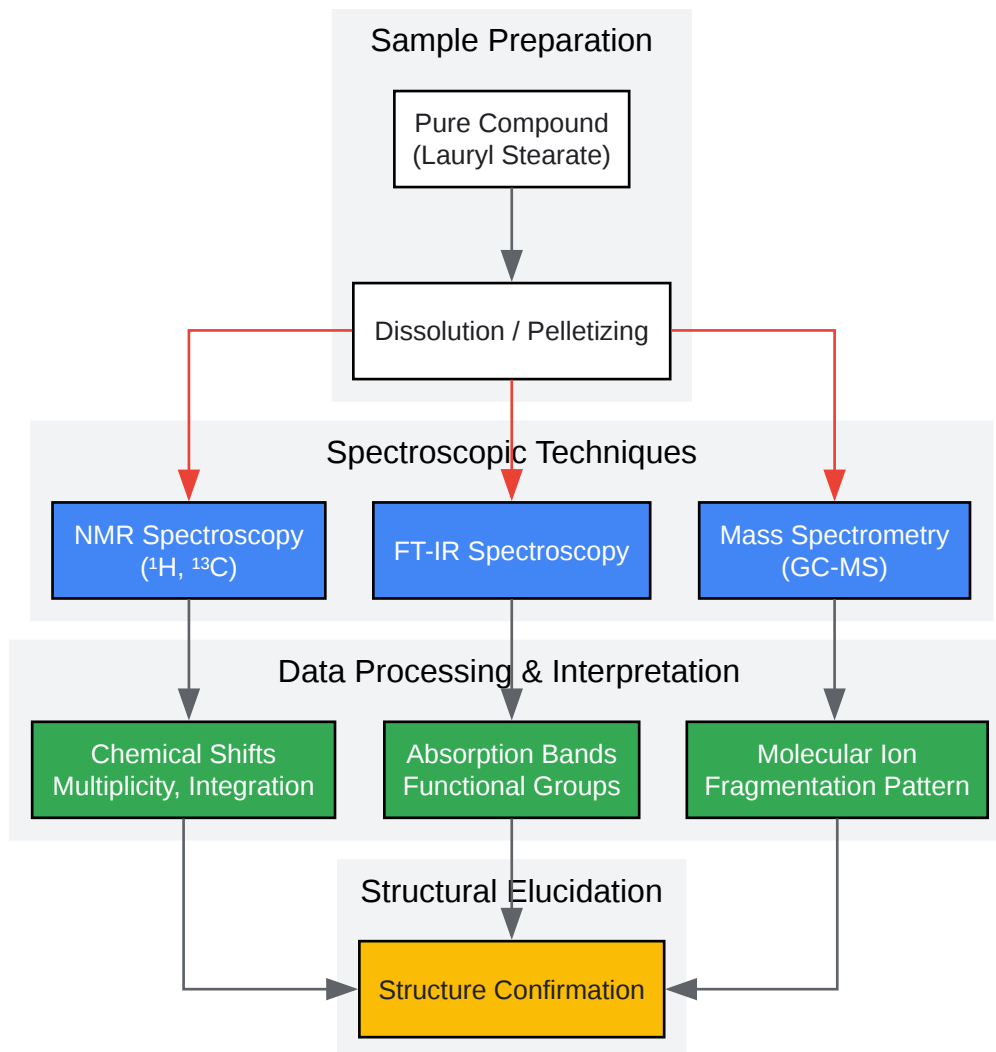 Sample Preparation
Pure Compound
(Lauryl Stearate)
Dissolution / Pelletizing
Spectroscopic Techniques
NMR Spectroscopy
(¹H, ¹³C)
FT-IR Spectroscopy
Mass Spectrometry
(GC-MS)
Data Processing & Interpretation
Chemical Shifts
Multiplicity, Integration
Absorption Bands
Functional Groups
Molecular Ion
Fragmentation Pattern
Structural Elucidation
Structure Confirmation